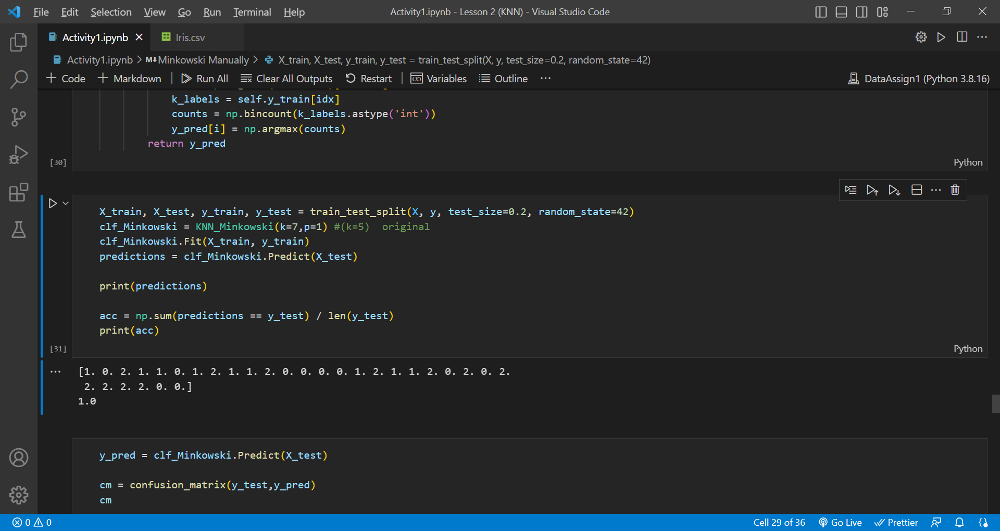 File Edit Selection View Go Run Terminal Help Activity1.ipynb - Lesson 2 (KNN) - Visual Studio Code
Activity1.ipynb Iris.csv
Activity1.ipynb > M↓Minkowski Manually > X_train, X_test, y_train, y_test = train_test_split(X, y, test_size=0.2, random_state=42)
+ Code + Markdown | Run All Clear All Outputs Restart | Variables Outline ... DataAssign1 (Python 3.8.16)
k_labels = self.y_train[idx]
counts = np.bincount(k_labels.astype('int'))
y_pred[i] = np.argmax(counts)
return y_pred
[30] Python
X_train, X_test, y_train, y_test = train_test_split(X, y, test_size=0.2, random_state=42)
clf_Minkowski = KNN_Minkowski(k=7,p=1) #(k=5)  original
clf_Minkowski.Fit(X_train, y_train)
predictions = clf_Minkowski.Predict(X_test)
print(predictions)
acc = np.sum(predictions == y_test) / len(y_test)
print(acc)
[31] Python
[1. 0. 2. 1. 1. 0. 1. 2. 1. 1. 2. 0. 0. 0. 0. 1. 2. 1. 1. 2. 0. 2. 0. 2.
2. 2. 2. 2. 0. 0.]
1.0
y_pred = clf_Minkowski.Predict(X_test)
cm = confusion_matrix(y_test,y_pred)
cm
0 0 Cell 29 of 36 Go Live Prettier